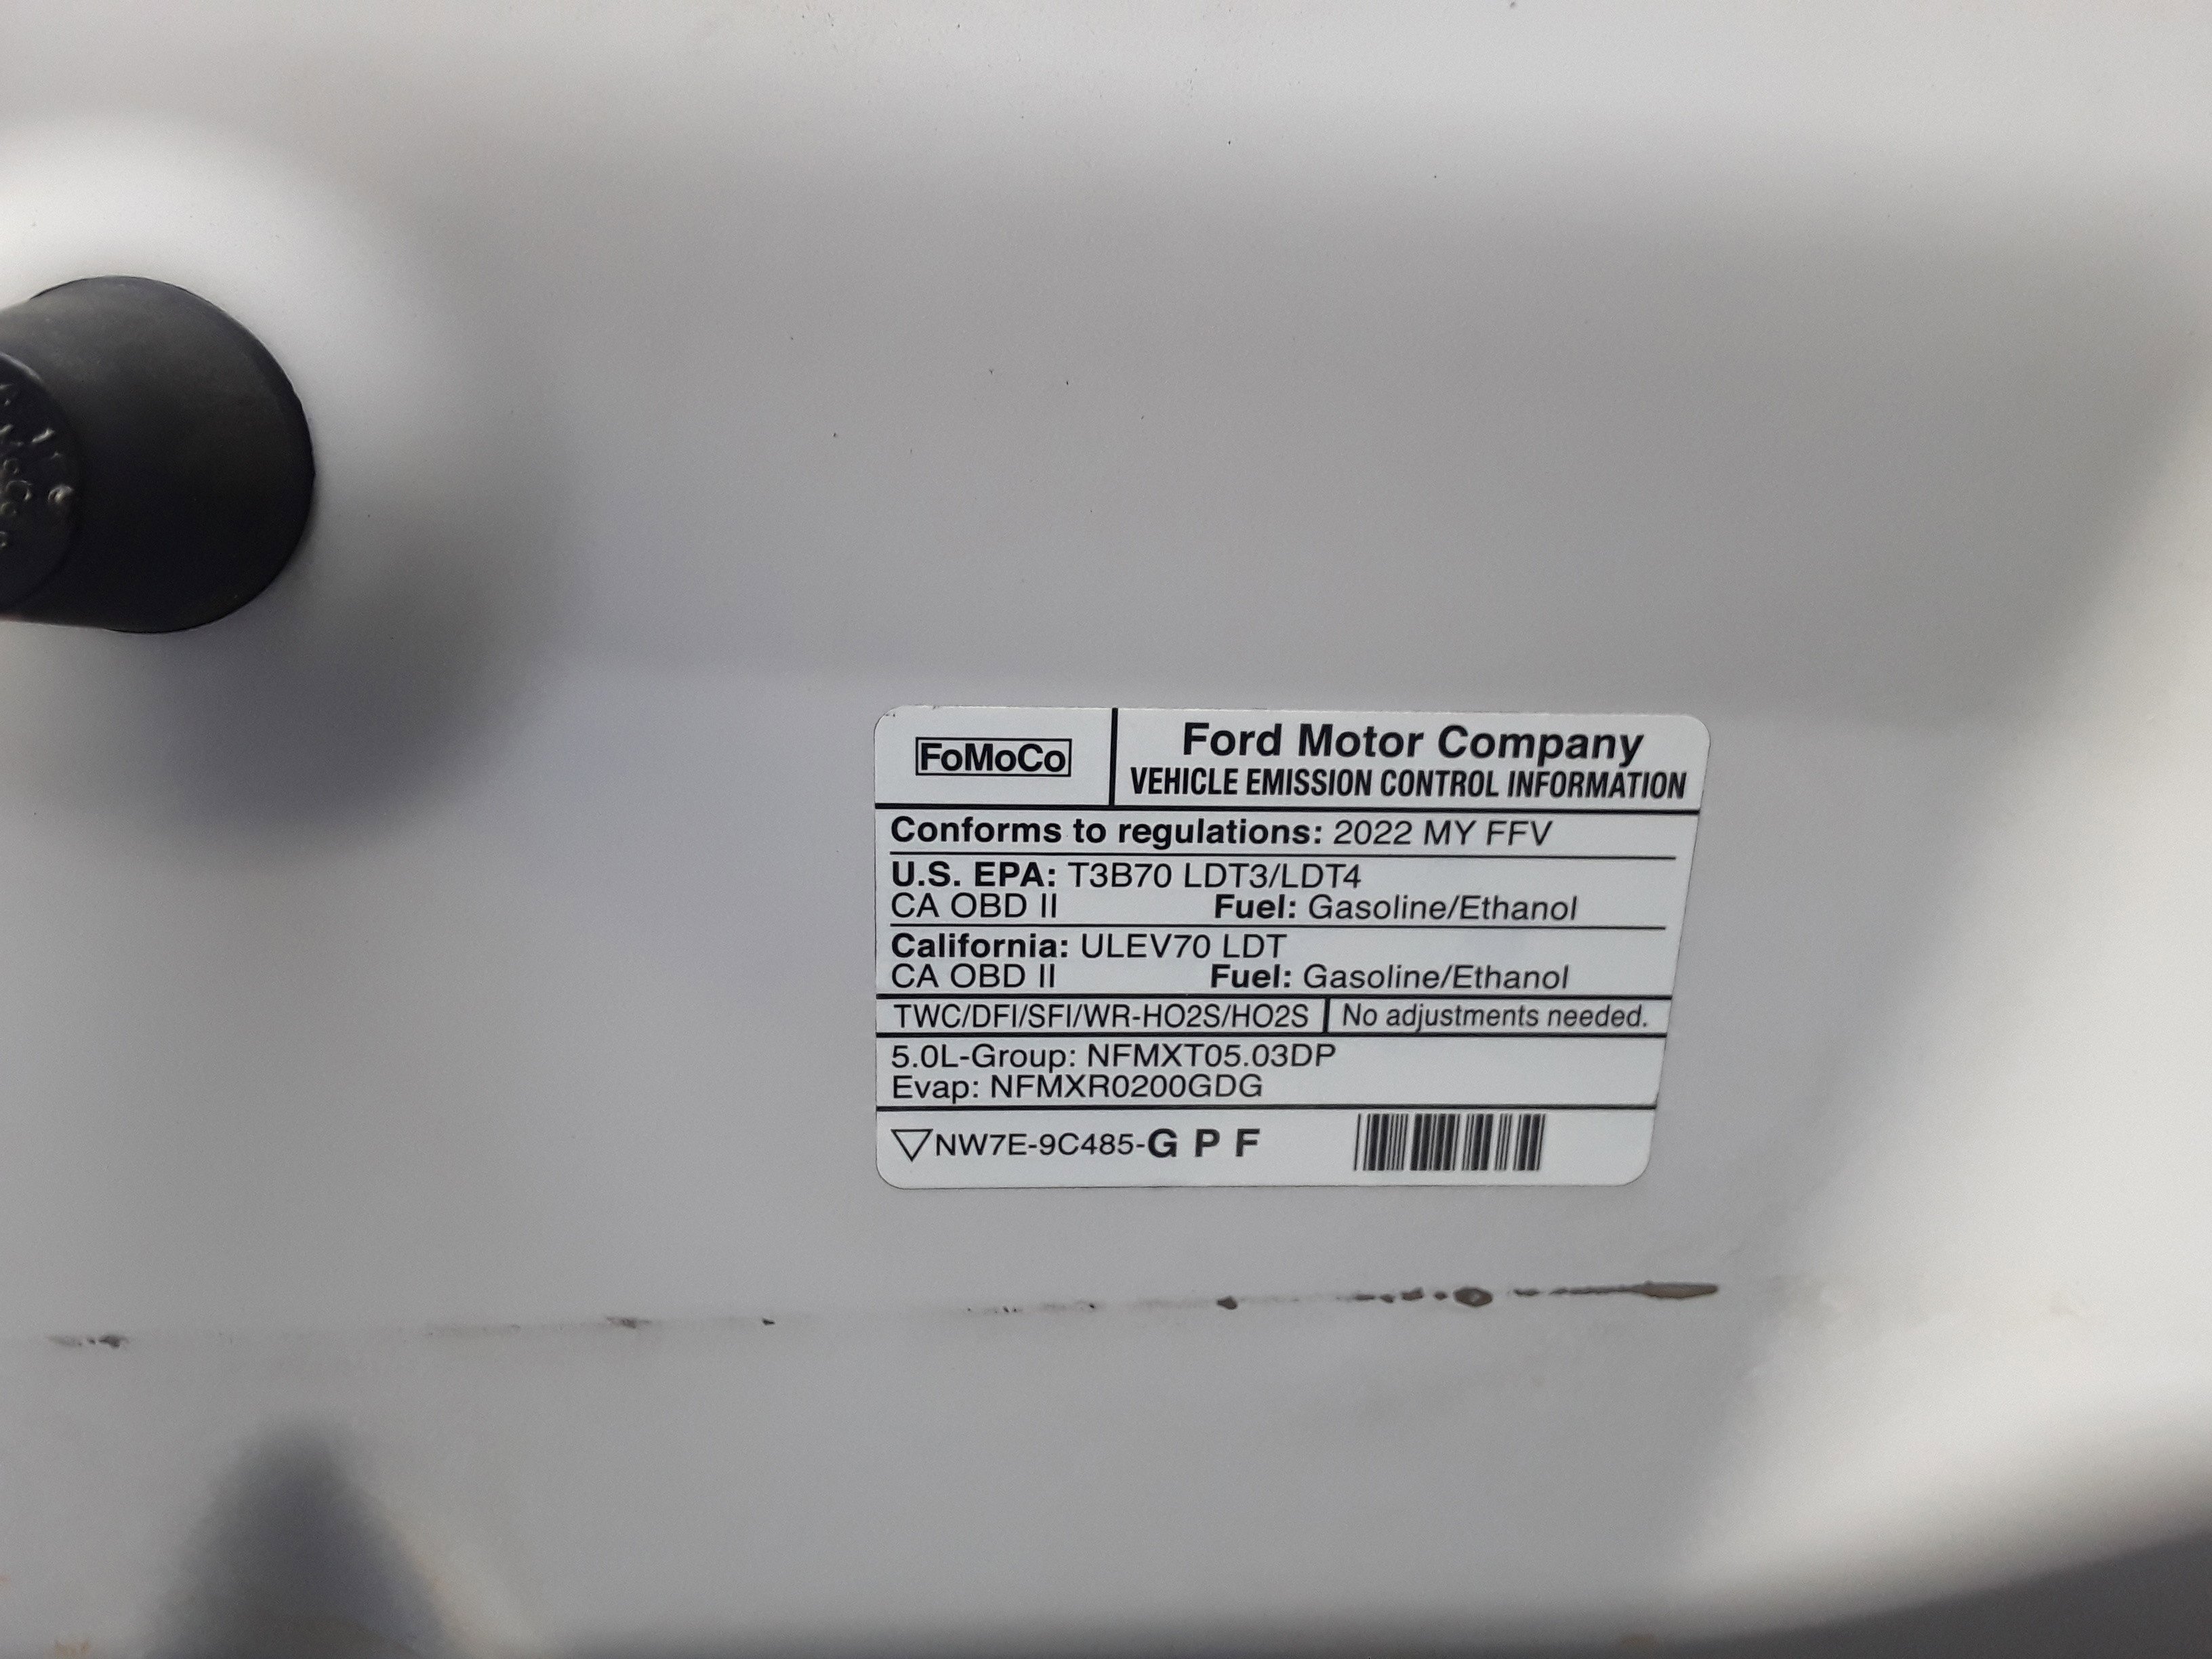 FoMoCo
Ford Motor Company
VEHICLE EMISSION CONTROL INFORMATION
Conforms to regulations: 2022 MY FFV
U.S. EPA: T3B70 LDT3/LDT4
CA OBD II Fuel: Gasoline/Ethanol
California: ULEV70 LDT
CA OBD II Fuel: Gasoline/Ethanol
TWC/DFI/SFI/WR-HO2S/HO2S No adjustments needed.
5.0L-Group: NFMXT05.03DP
Evap: NFMXR0200GDG
NW7E-9C485-G P F